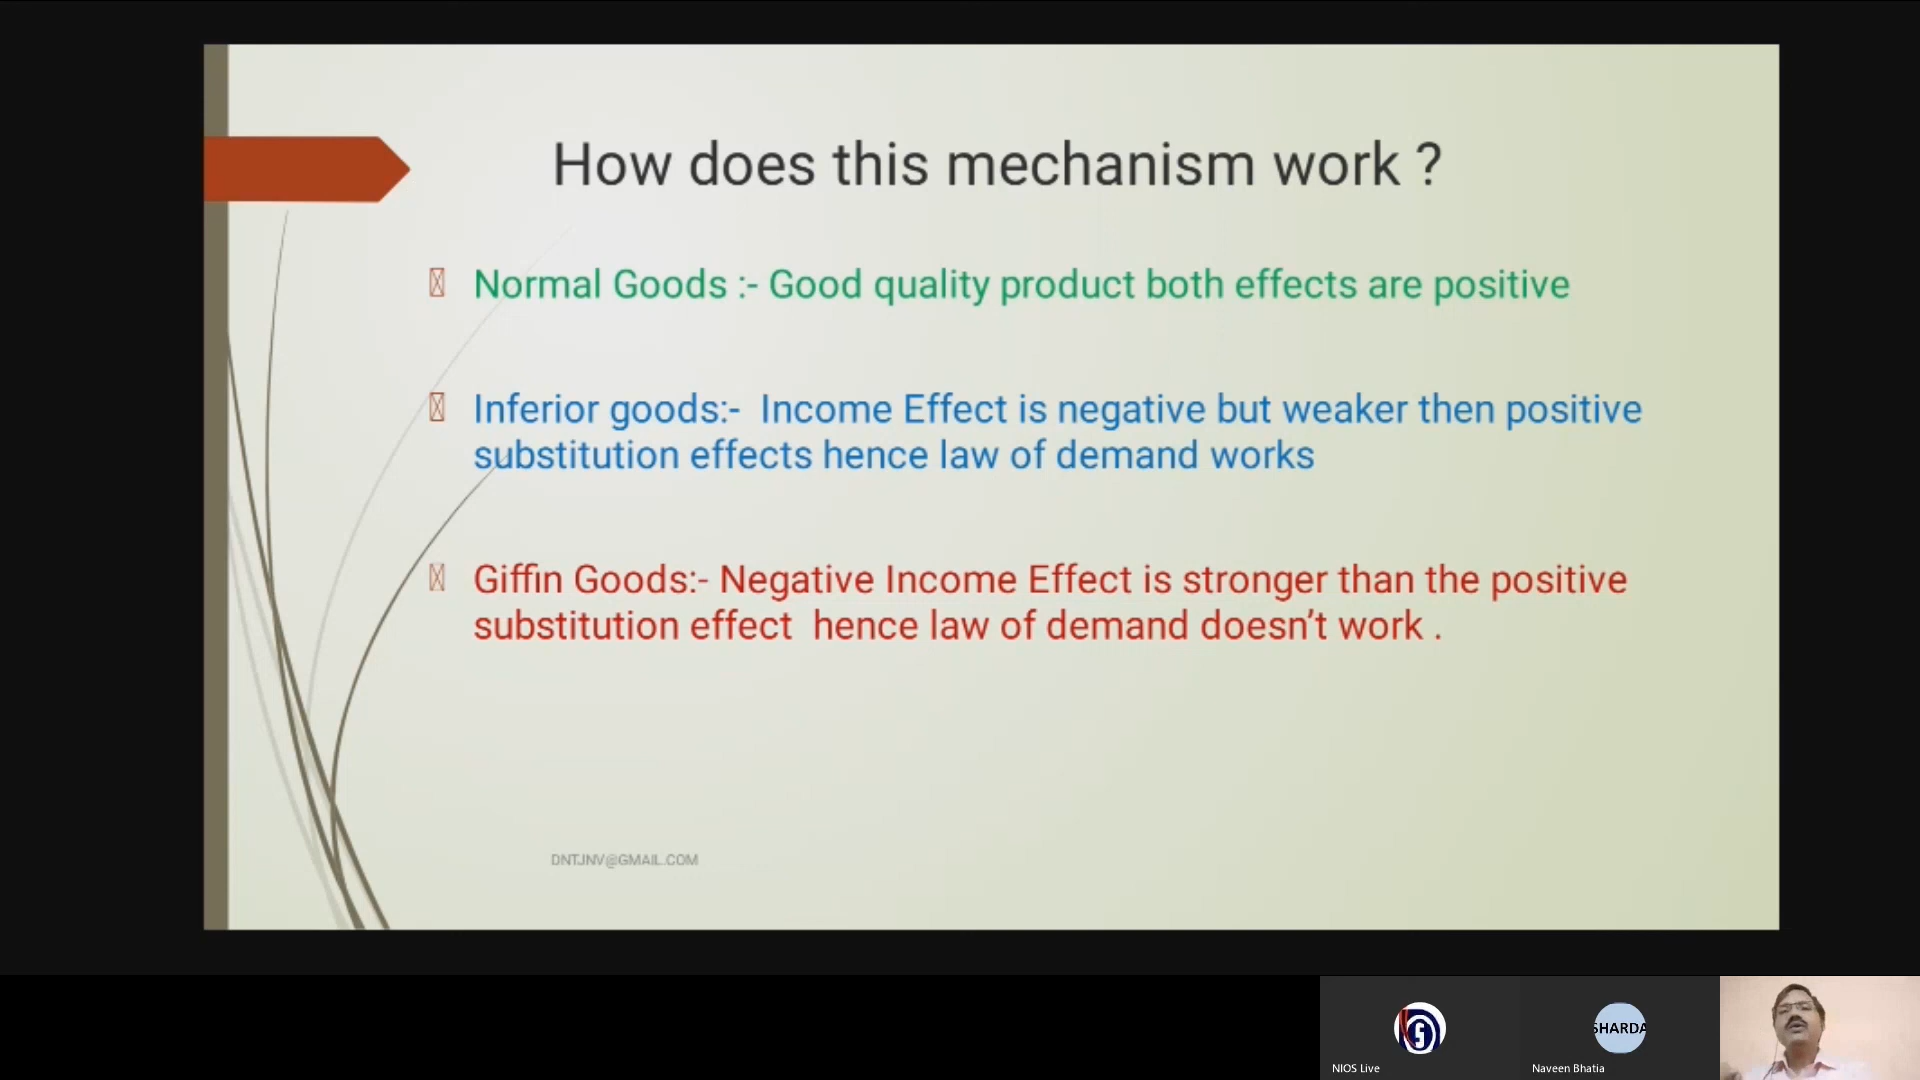 How does this mechanism work ?
Normal Goods :- Good quality product both effects are positive
Inferior goods:- Income Effect is negative but weaker then positive
substitution effects hence law of demand works
Giffin Goods:- Negative Income Effect is stronger than the positive
substitution effect hence law of demand doesn’t work .
DNTJNV@GMAIL.COM
SHARDA
NIOS Live
Naveen Bhatia